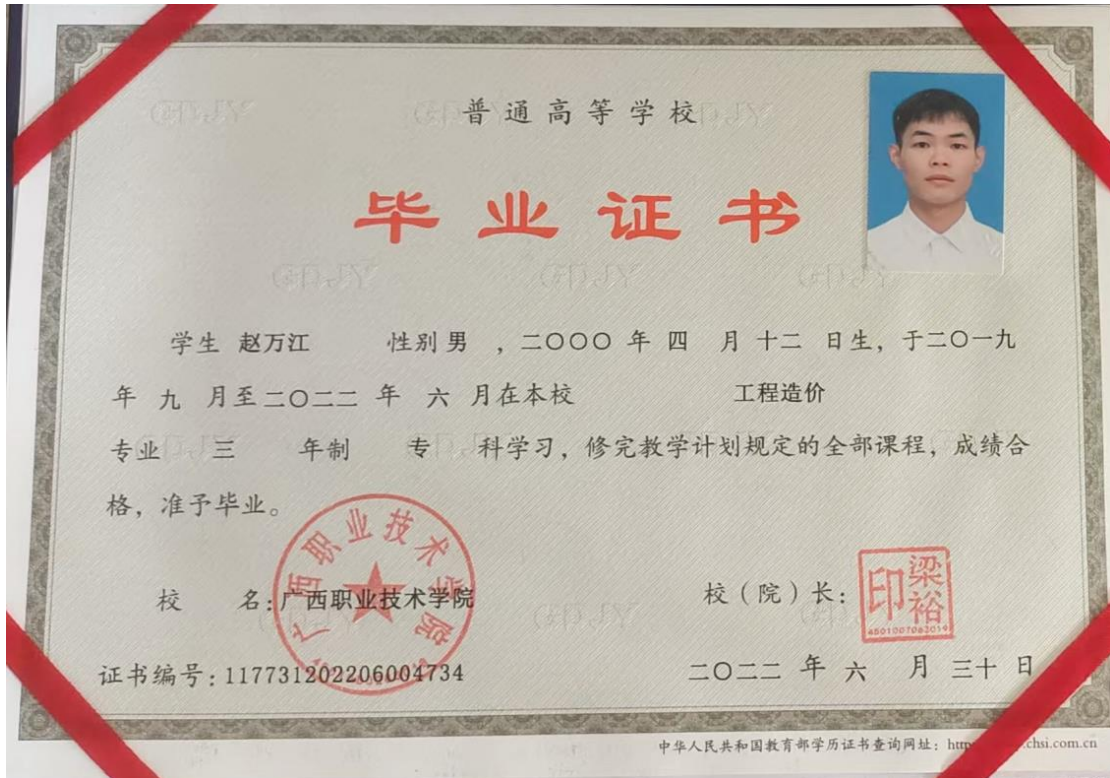 普通高等学校
毕业证书
学生 赵万江 性别 男 ，二〇〇〇 年 四 月 十二 日生，于二〇一九
年 九 月至二〇二二 年 六 月在本校 工程造价
专业 三 年制 专 科学习，修完教学计划规定的全部课程，成绩合
格，准予毕业。
广西职业技术学院
校 名：广西职业技术学院
校（院）长：
梁裕印
4501007063019
证书编号：117731202206004734
二〇二二 年 六 月 三十 日
中华人民共和国教育部学历证书查询网址：http chsi.com.cn